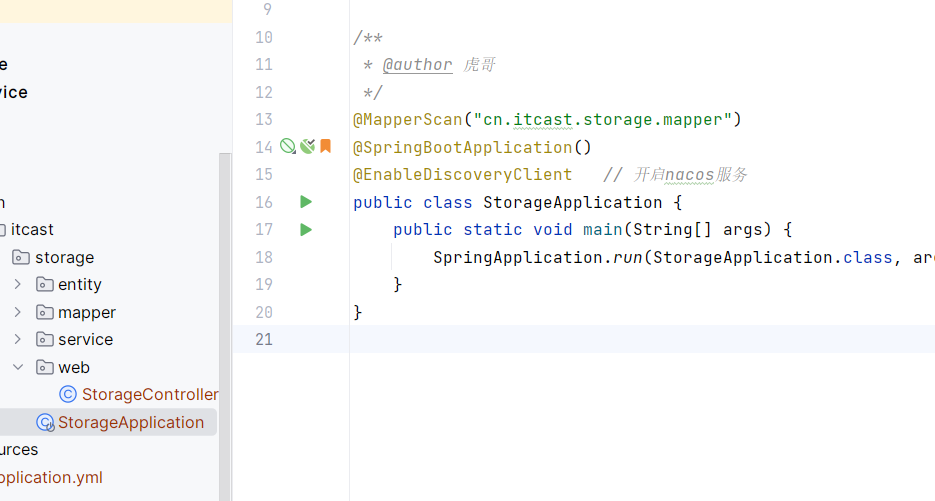 e
vice
n
itcast
storage
entity
mapper
service
web
StorageController
StorageApplication
urces
pplication.yml
9
10 /**
11 * @author 虎哥
12 */
13 @MapperScan("cn.itcast.storage.mapper")
14 @SpringBootApplication()
15 @EnableDiscoveryClient // 开启nacos服务
16 public class StorageApplication {
17 public static void main(String[] args) {
18 SpringApplication.run(StorageApplication.class, ar
19 }
20 }
21